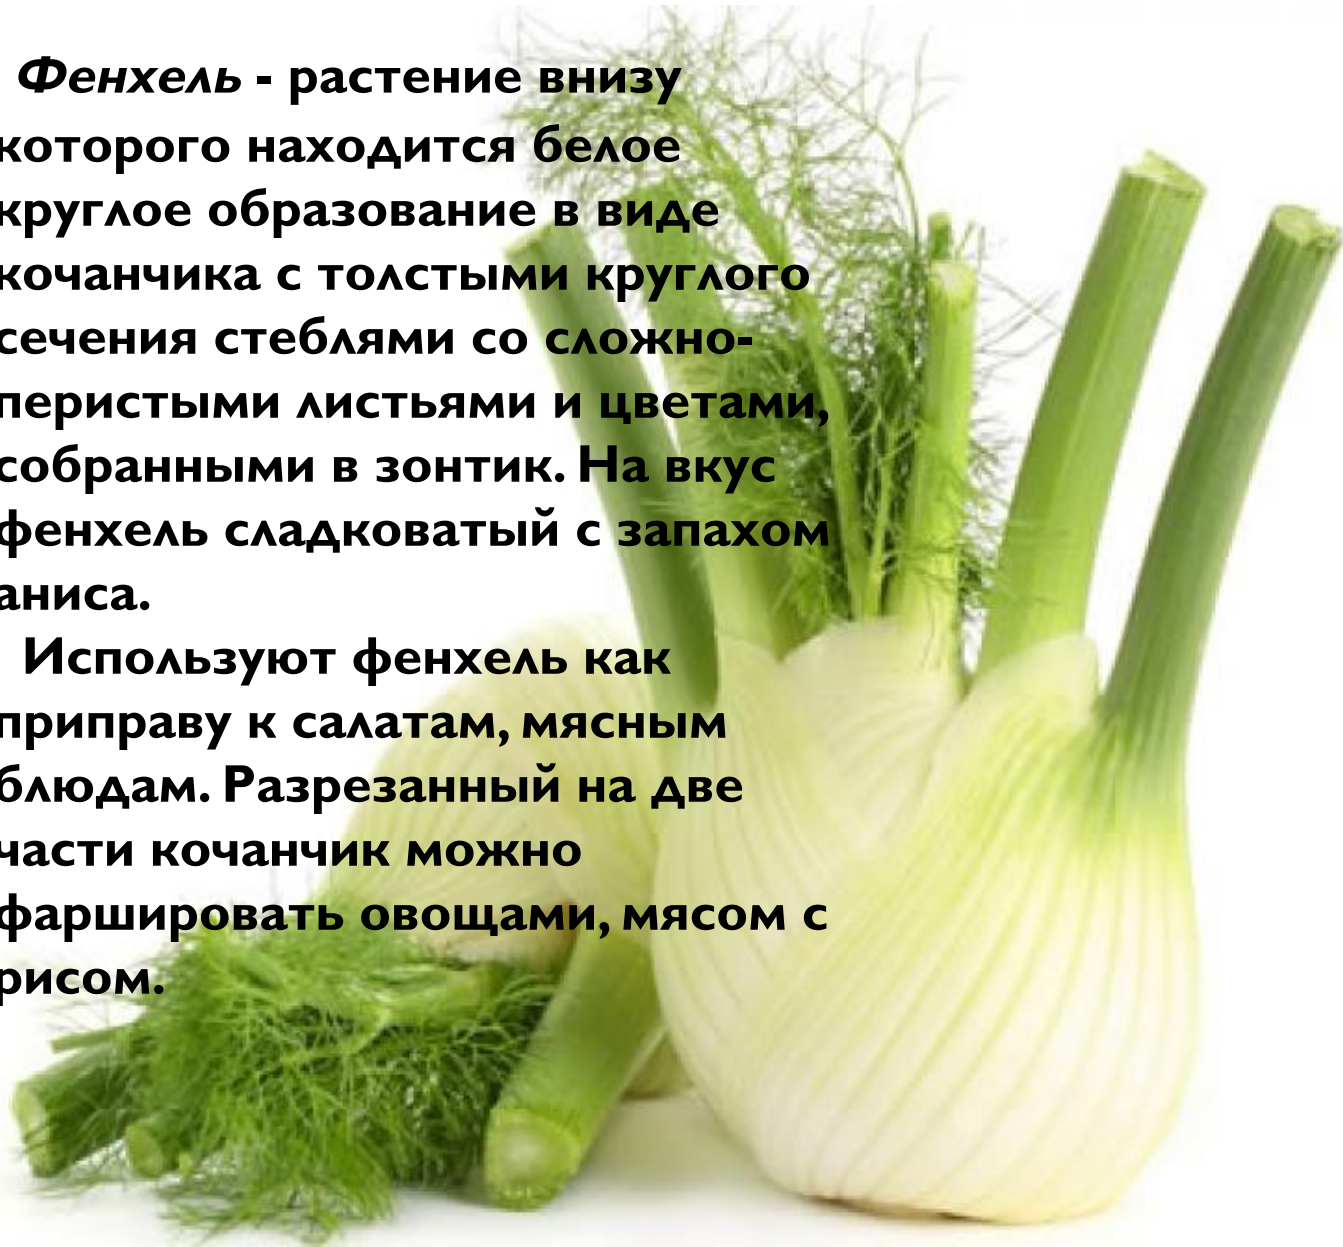 Фенхель - растение внизу
которого находится белое
круглое образование в виде
кочанчика с толстыми круглого
сечения стеблями со сложно-
перистыми листьями и цветами,
собранными в зонтик. На вкус
фенхель сладковатый с запахом
аниса.
Используют фенхель как
приправу к салатам, мясным
блюдам. Разрезанный на две
части кочанчик можно
фаршировать овощами, мясом с
рисом.